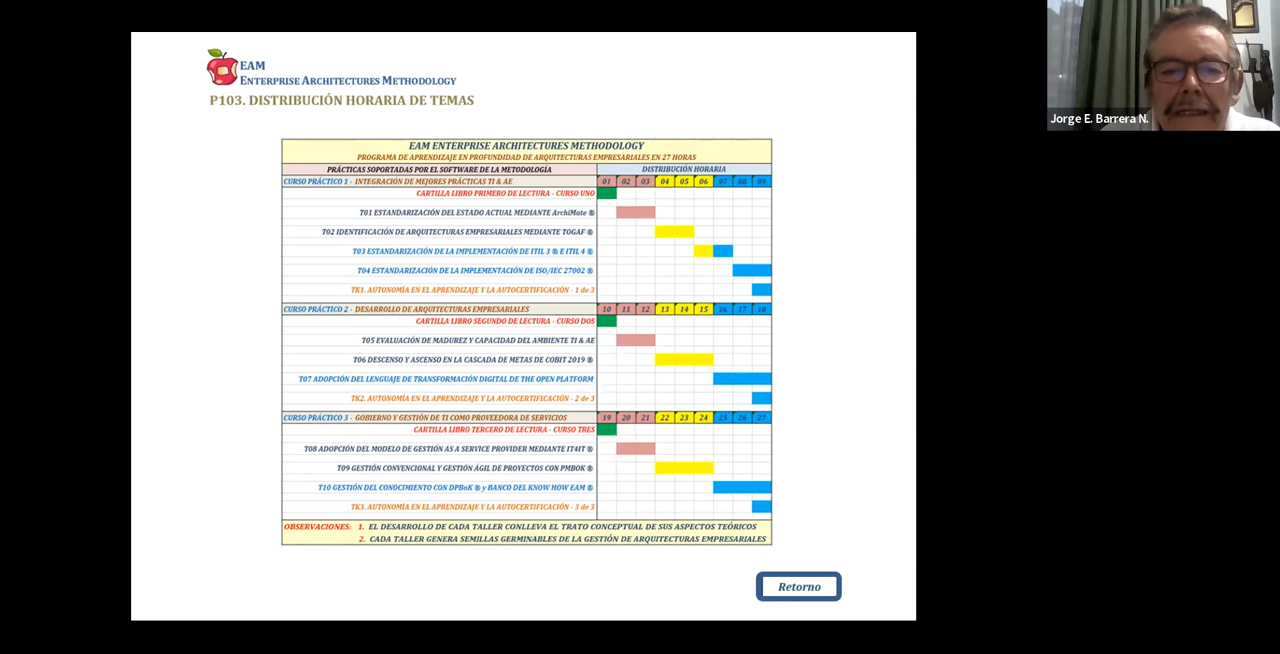 EAM
ENTERPRISE ARCHITECTURES METHODOLOGY
P103. DISTRIBUCIÓN HORARIA DE TEMAS
EAM ENTERPRISE ARCHITECTURES METHODOLOGY
PROGRAMA DE APRENDIZAJE EN PROFUNDIDAD DE ARQUITECTURAS EMPRESARIALES EN 27 HORAS
PRÁCTICAS SOPORTADAS POR EL SOFTWARE DE LA METODOLOGÍA DISTRIBUCIÓN HORARIA
CURSO PRÁCTICO 1 - INTEGRACIÓN DE MEJORES PRÁCTICAS TI & AE 01 02 03 04 05 06 07 08 09
CARTILLA LIBRO PRIMERO DE LECTURA - CURSO UNO
T01 ESTANDARIZACIÓN DEL ESTADO ACTUAL MEDIANTE ArchiMate ®
T02 IDENTIFICACIÓN DE ARQUITECTURAS EMPRESARIALES MEDIANTE TOGAF ®
T03 ESTANDARIZACIÓN DE LA IMPLEMENTACIÓN DE ITIL 3 ® E ITIL 4 ®
T04 ESTANDARIZACIÓN DE LA IMPLEMENTACIÓN DE ISO/IEC 27002 ®
TK1. AUTONOMÍA EN EL APRENDIZAJE Y LA AUTOCERTIFICACIÓN - 1 de 3
CURSO PRÁCTICO 2 - DESARROLLO DE ARQUITECTURAS EMPRESARIALES 10 11 12 13 14 15 16 17 18
CARTILLA LIBRO SEGUNDO DE LECTURA - CURSO DOS
T05 EVALUACIÓN DE MADUREZ Y CAPACIDAD DEL AMBIENTE TI & AE
T06 DESCENSO Y ASCENSO EN LA CASCADA DE METAS DE COBIT 2019 ®
T07 ADOPCIÓN DEL LENGUAJE DE TRANSFORMACIÓN DIGITAL DE THE OPEN PLATFORM
TK2. AUTONOMÍA EN EL APRENDIZAJE Y LA AUTOCERTIFICACIÓN - 2 de 3
CURSO PRÁCTICO 3 - GOBIERNO Y GESTIÓN DE TI COMO PROVEEDORA DE SERVICIOS 19 20 21 22 23 24 25 26 27
CARTILLA LIBRO TERCERO DE LECTURA - CURSO TRES
T08 ADOPCIÓN DEL MODELO DE GESTIÓN AS A SERVICE PROVIDER MEDIANTE IT4IT ®
T09 GESTIÓN CONVENCIONAL Y GESTIÓN ÁGIL DE PROYECTOS CON PMBOK ®
T10 GESTIÓN DEL CONOCIMIENTO CON DPBoK ® y BANCO DEL KNOW HOW EAM ®
TK3. AUTONOMÍA EN EL APRENDIZAJE Y LA AUTOCERTIFICACIÓN - 3 de 3
OBSERVACIONES: 1. EL DESARROLLO DE CADA TALLER CONLLEVA EL TRATO CONCEPTUAL DE SUS ASPECTOS TEÓRICOS
2. CADA TALLER GENERA SEMILLAS GERMINABLES DE LA GESTIÓN DE ARQUITECTURAS EMPRESARIALES
Retorno
Jorge E. Barrera N.